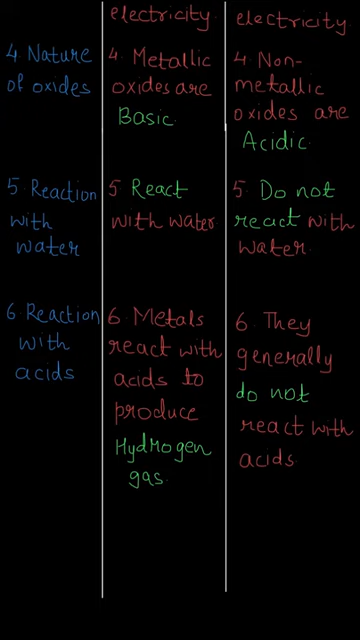 electricity
electricity
4 Nature
of oxides
4. Metallic
oxides are
Basic
4 Non-
metallic
oxides are
Acidic
5 Reaction
with
water
5 React
with water.
5. Do not
react with
water.
6 Reaction
with
acids
6. Metals
react with
acids to
produce
Hydrogen
gas.
6. They
generally
do not
react with
acids.